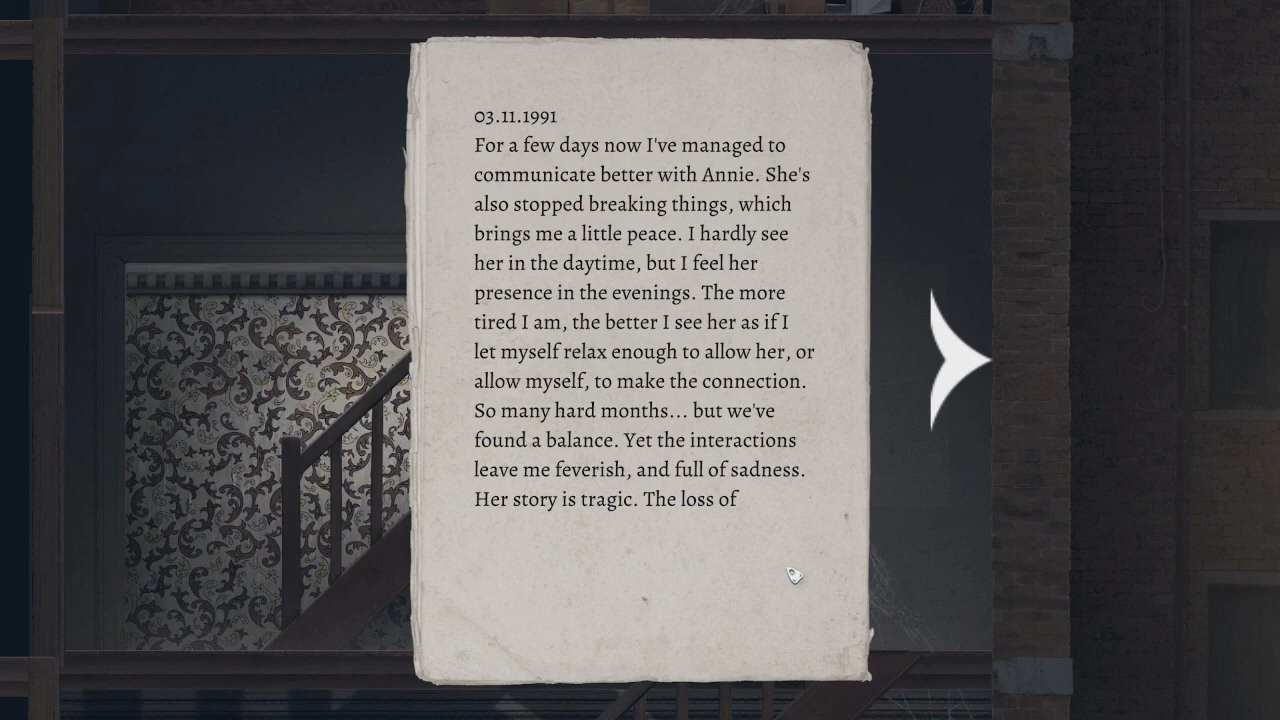 03.11.1991
For a few days now I've managed to
communicate better with Annie. She's
also stopped breaking things, which
brings me a little peace. I hardly see
her in the daytime, but I feel her
presence in the evenings. The more
tired I am, the better I see her as if I
let myself relax enough to allow her, or
allow myself, to make the connection.
So many hard months... but we've
found a balance. Yet the interactions
leave me feverish, and full of sadness.
Her story is tragic. The loss of